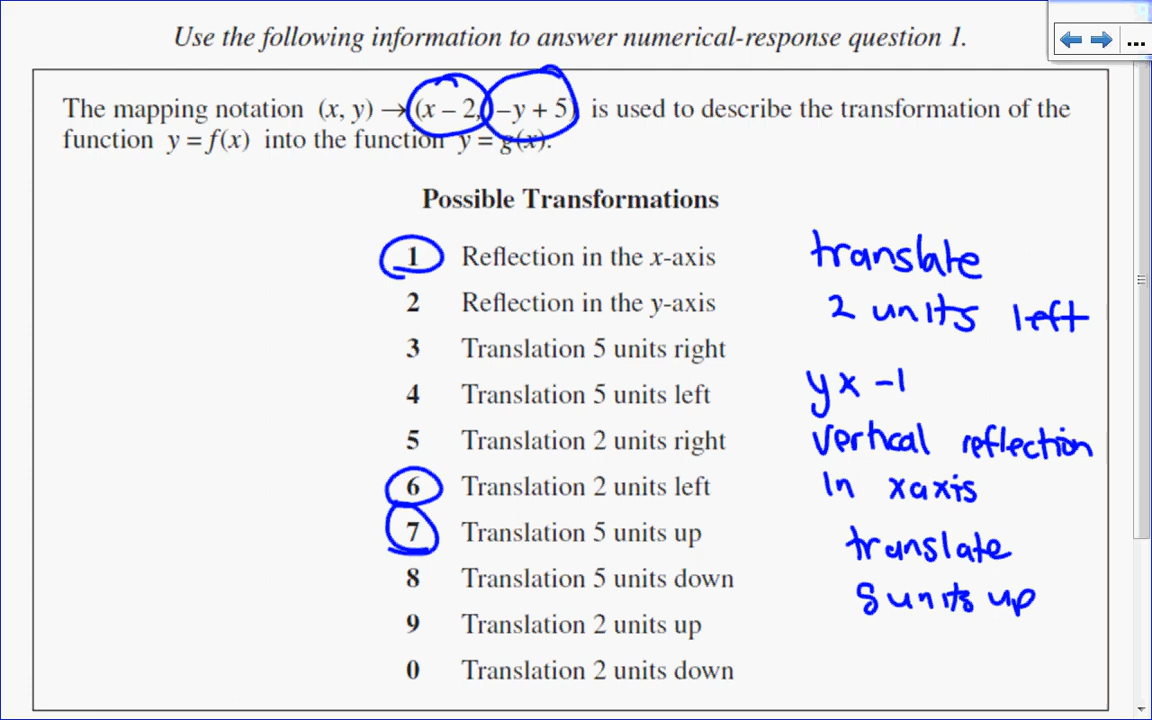 Use the following information to answer numerical-response question 1.
The mapping notation (x, y) → (x – 2, –y + 5) is used to describe the transformation of the
function y = f(x) into the function y = g(x).
Possible Transformations
1 Reflection in the x-axis
2 Reflection in the y-axis
3 Translation 5 units right
4 Translation 5 units left
5 Translation 2 units right
6 Translation 2 units left
7 Translation 5 units up
8 Translation 5 units down
9 Translation 2 units up
0 Translation 2 units down
translate
2 units left
y x -1
vertical reflection
in x axis
translate
units up
...